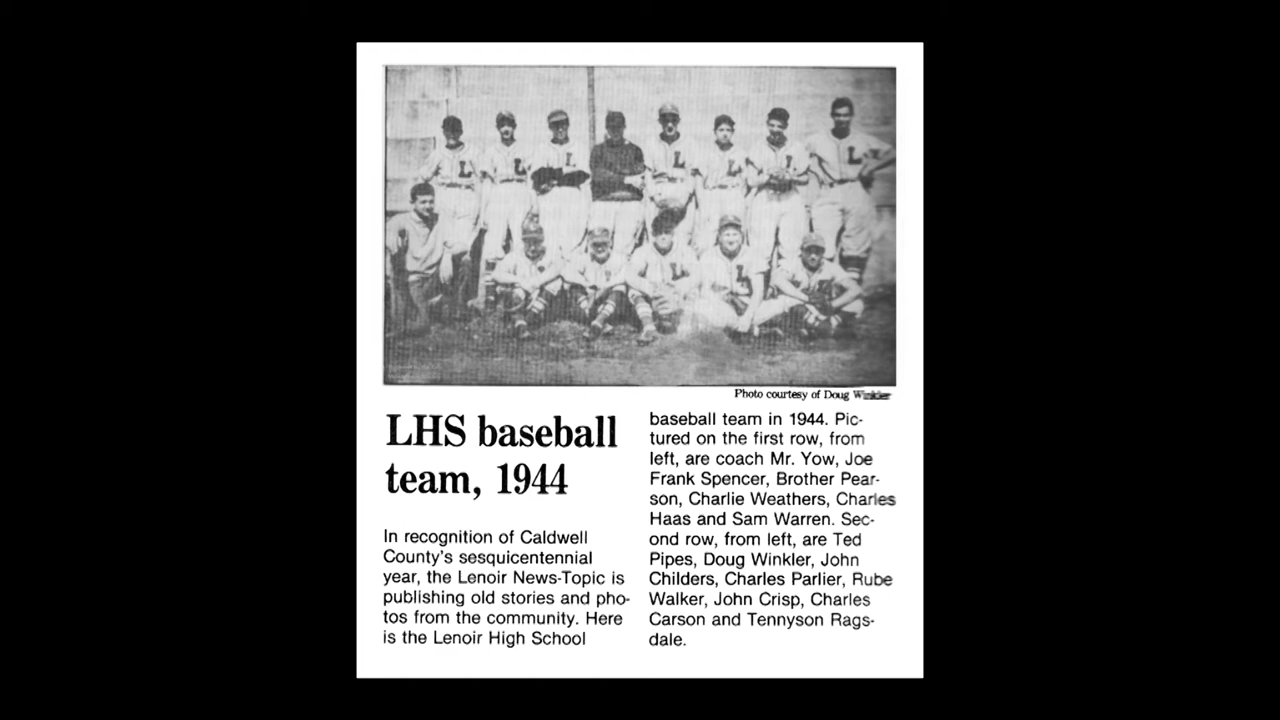 Photo courtesy of Doug Winkler
LHS baseball
team, 1944
In recognition of Caldwell
County's sesquicentennial
year, the Lenoir News-Topic is
publishing old stories and pho-
tos from the community. Here
is the Lenoir High School
baseball team in 1944. Pic-
tured on the first row, from
left, are coach Mr. Yow, Joe
Frank Spencer, Brother Pear-
son, Charlie Weathers, Charles
Haas and Sam Warren. Sec-
ond row, from left, are Ted
Pipes, Doug Winkler, John
Childers, Charles Parlier, Rube
Walker, John Crisp, Charles
Carson and Tennyson Rags-
dale.